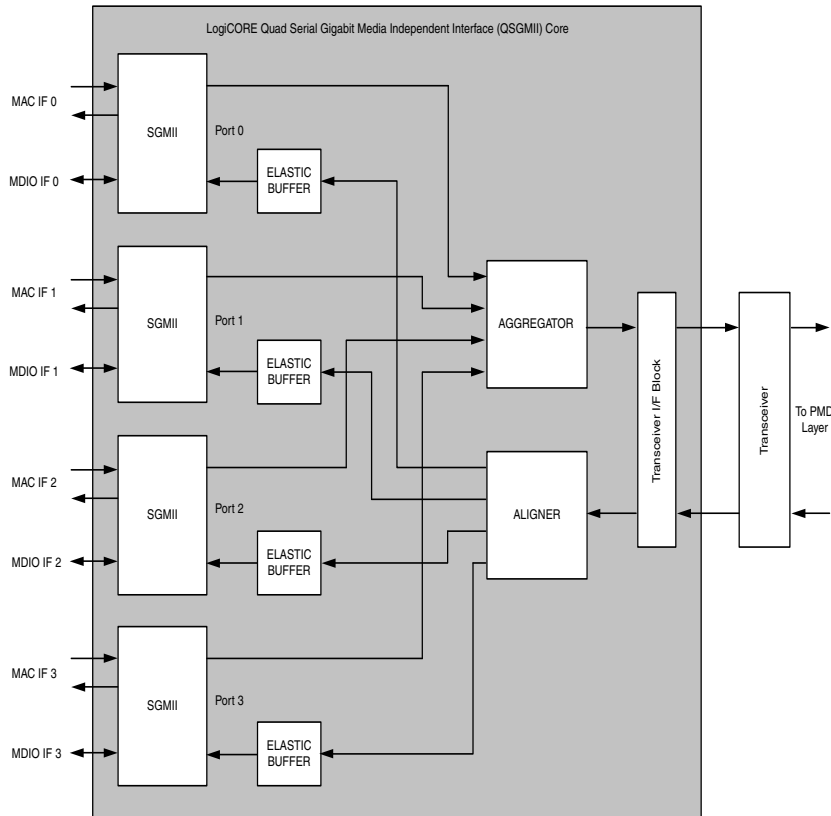 LogiCORE Quad Serial Gigabit Media Independent Interface (QSGMII) Core
MAC IF 0
SGMII
Port 0
MDIO IF 0
ELASTIC
BUFFER
MAC IF 1
SGMII
Port 1
MDIO IF 1
ELASTIC
BUFFER
AGGREGATOR
Transceiver I/F Block
Transceiver
To PMD
Layer
MAC IF 2
SGMII
Port 2
MDIO IF 2
ELASTIC
BUFFER
ALIGNER
MAC IF 3
SGMII
Port 3
MDIO IF 3
ELASTIC
BUFFER